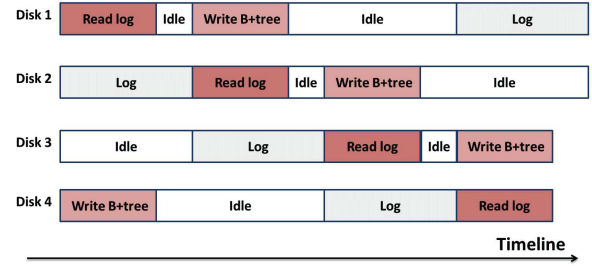 Disk 1 Read log Idle Write B+tree Idle Log
Disk 2 Log Read log Idle Write B+tree Idle
Disk 3 Idle Log Read log Idle Write B+tree
Disk 4 Write B+tree Idle Log Read log
Timeline